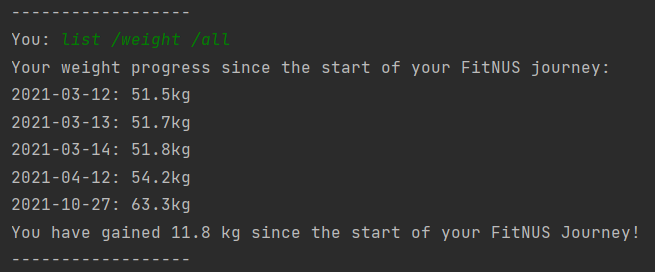 ------------------
You: list /weight /all
Your weight progress since the start of your FitNUS journey:
2021-03-12: 51.5kg
2021-03-13: 51.7kg
2021-03-14: 51.8kg
2021-04-12: 54.2kg
2021-10-27: 63.3kg
You have gained 11.8 kg since the start of your FitNUS Journey!
------------------